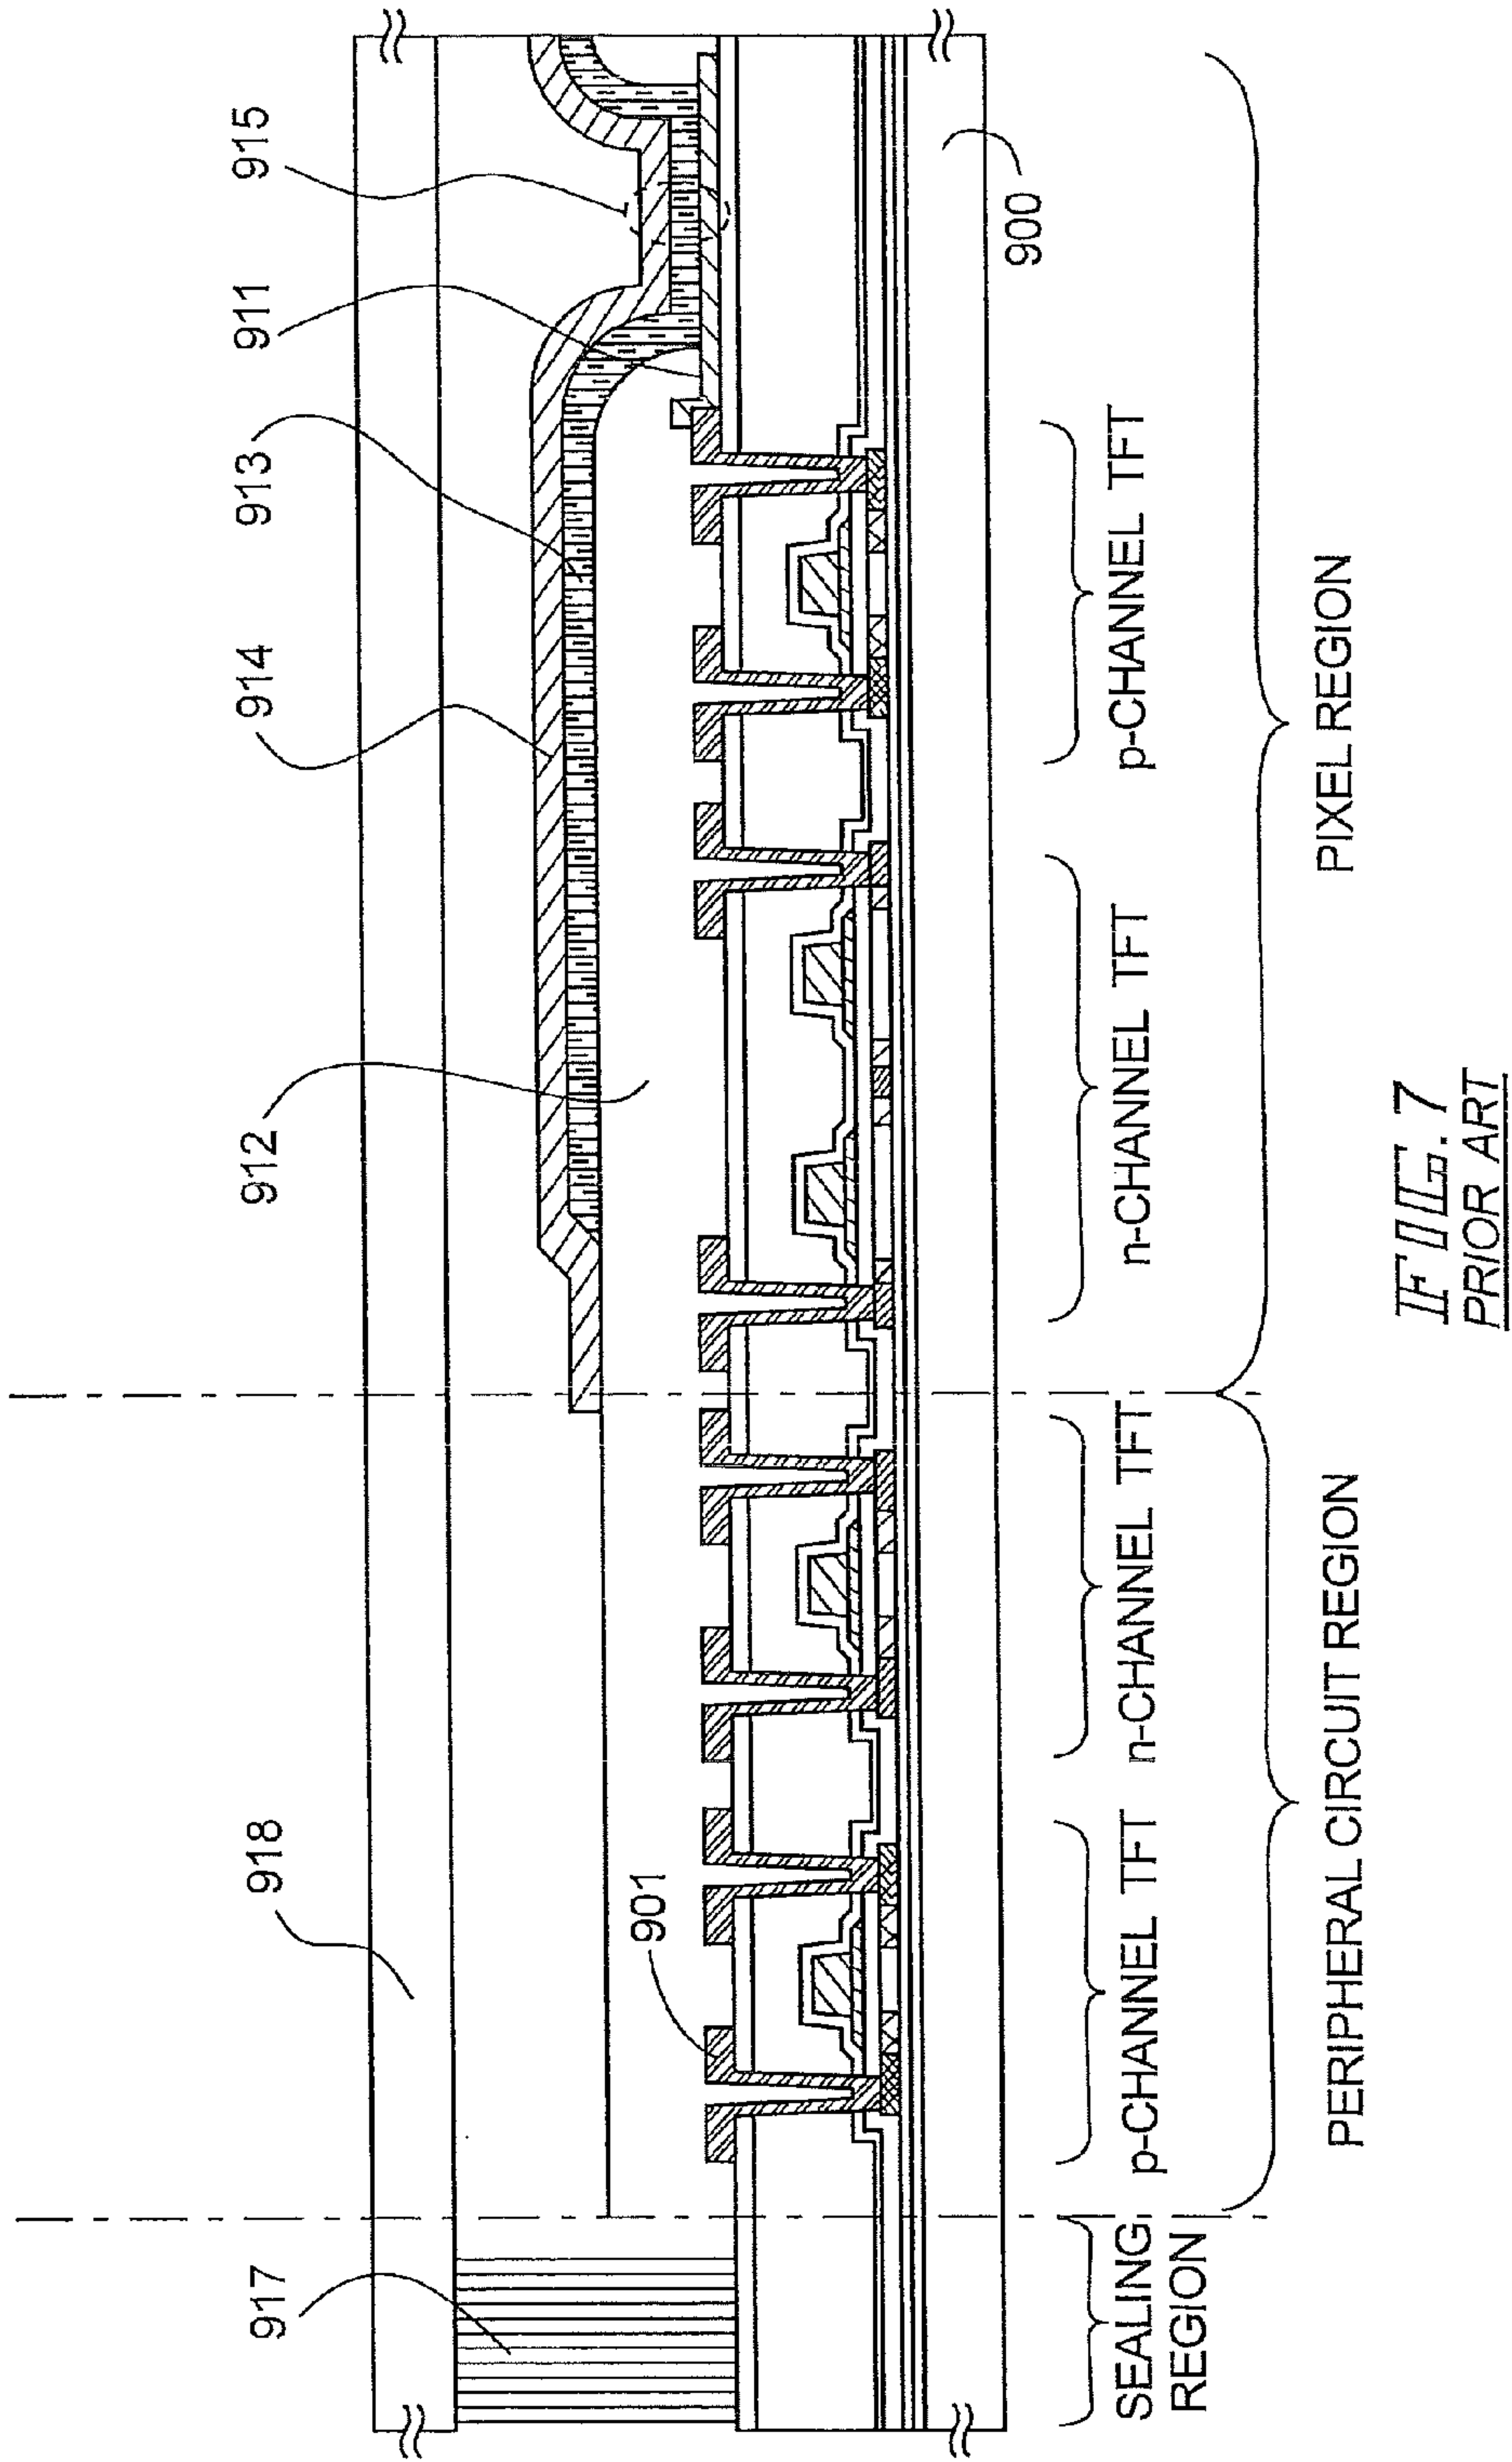 917
918
912
914
913
911
915
901
900
SEALING
REGION
p-CHANNEL TFT
n-CHANNEL TFT
n-CHANNEL TFT
p-CHANNEL TFT
PERIPHERAL CIRCUIT REGION
PIXEL REGION
FIG. 7
PRIOR ART